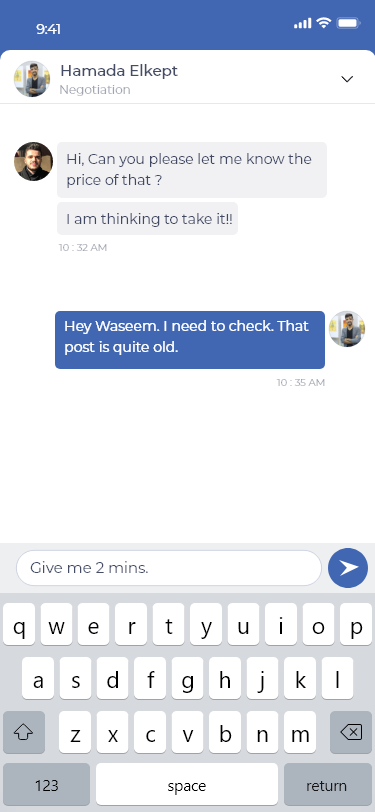 9:41
Hamada Elkept
Negotiation
Hi, Can you please let me know the
price of that ?
I am thinking to take it!!
10 : 32 AM
Hey Waseem. I need to check. That
post is quite old.
10 : 35 AM
Give me 2 mins.
q w e r t y u i o p
a s d f g h j k l
z x c v b n m
123 space return